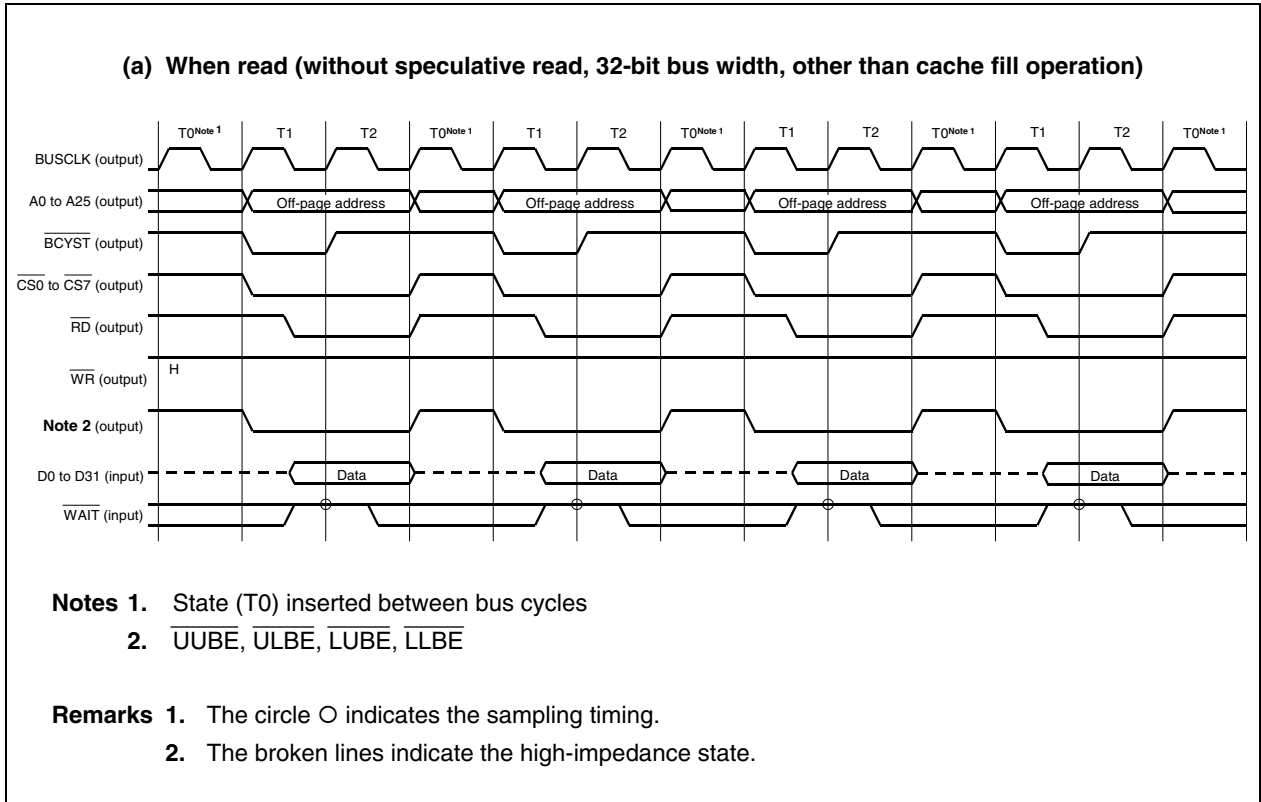 (a) When read (without speculative read, 32-bit bus width, other than cache fill operation)
T0Note 1 T1 T2 T0Note 1 T1 T2 T0Note 1 T1 T2 T0Note 1 T1 T2 T0Note 1
BUSCLK (output)
A0 to A25 (output) Off-page address Off-page address Off-page address Off-page address
BCYST (output)
CS0 to CS7 (output)
RD (output)
WR (output) H
Note 2 (output)
D0 to D31 (input) Data Data Data Data
WAIT (input)
Notes 1. State (T0) inserted between bus cycles
2. UUBE, ULBE, LUBE, LLBE
Remarks 1. The circle O indicates the sampling timing.
2. The broken lines indicate the high-impedance state.